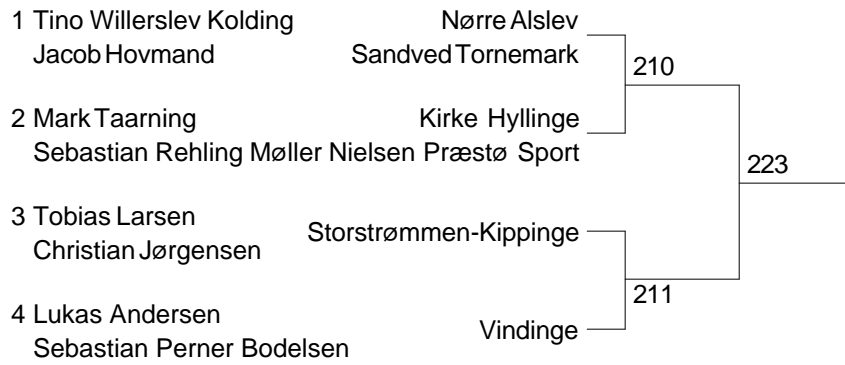 1 Tino Willerslev Kolding Nørre Alslev
Jacob Hovmand Sandved Tornemark
210
2 Mark Taarning Kirke Hyllinge
Sebastian Rehling Møller Nielsen Præstø Sport
223
3 Tobias Larsen
Storstrømmen-Kippinge
Christian Jørgensen
211
4 Lukas Andersen
Vindinge
Sebastian Perner Bodelsen